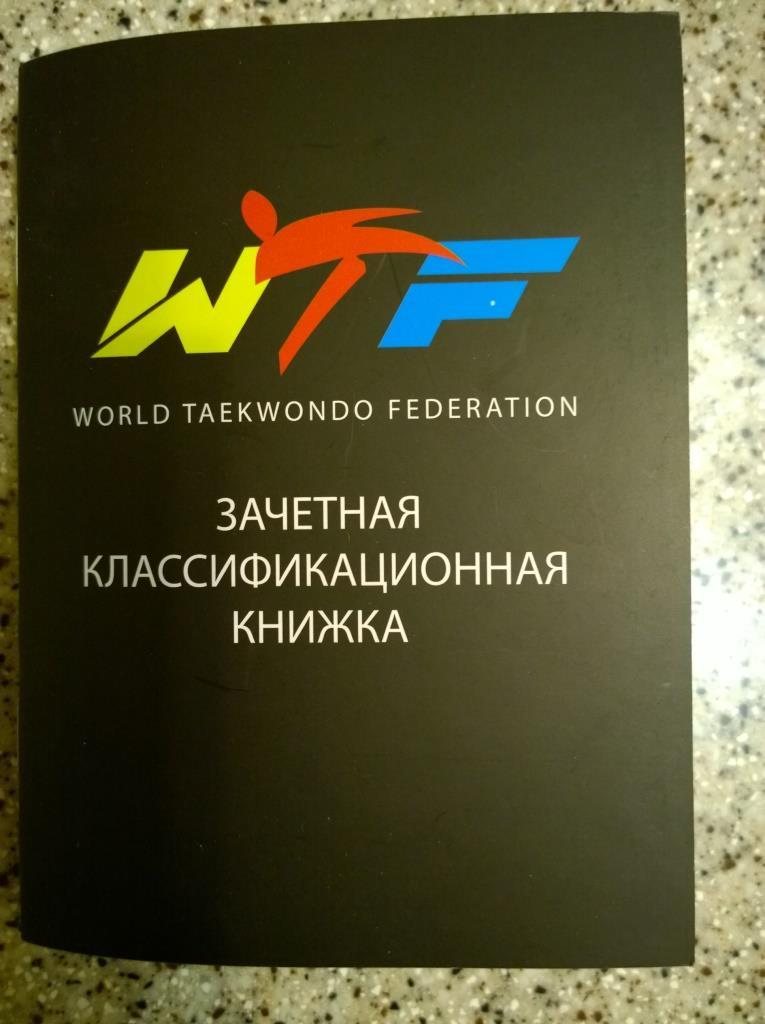 WTF
WORLD TAEKWONDO FEDERATION
ЗАЧЕТНАЯ
КЛАССИФИКАЦИОННАЯ
КНИЖКА